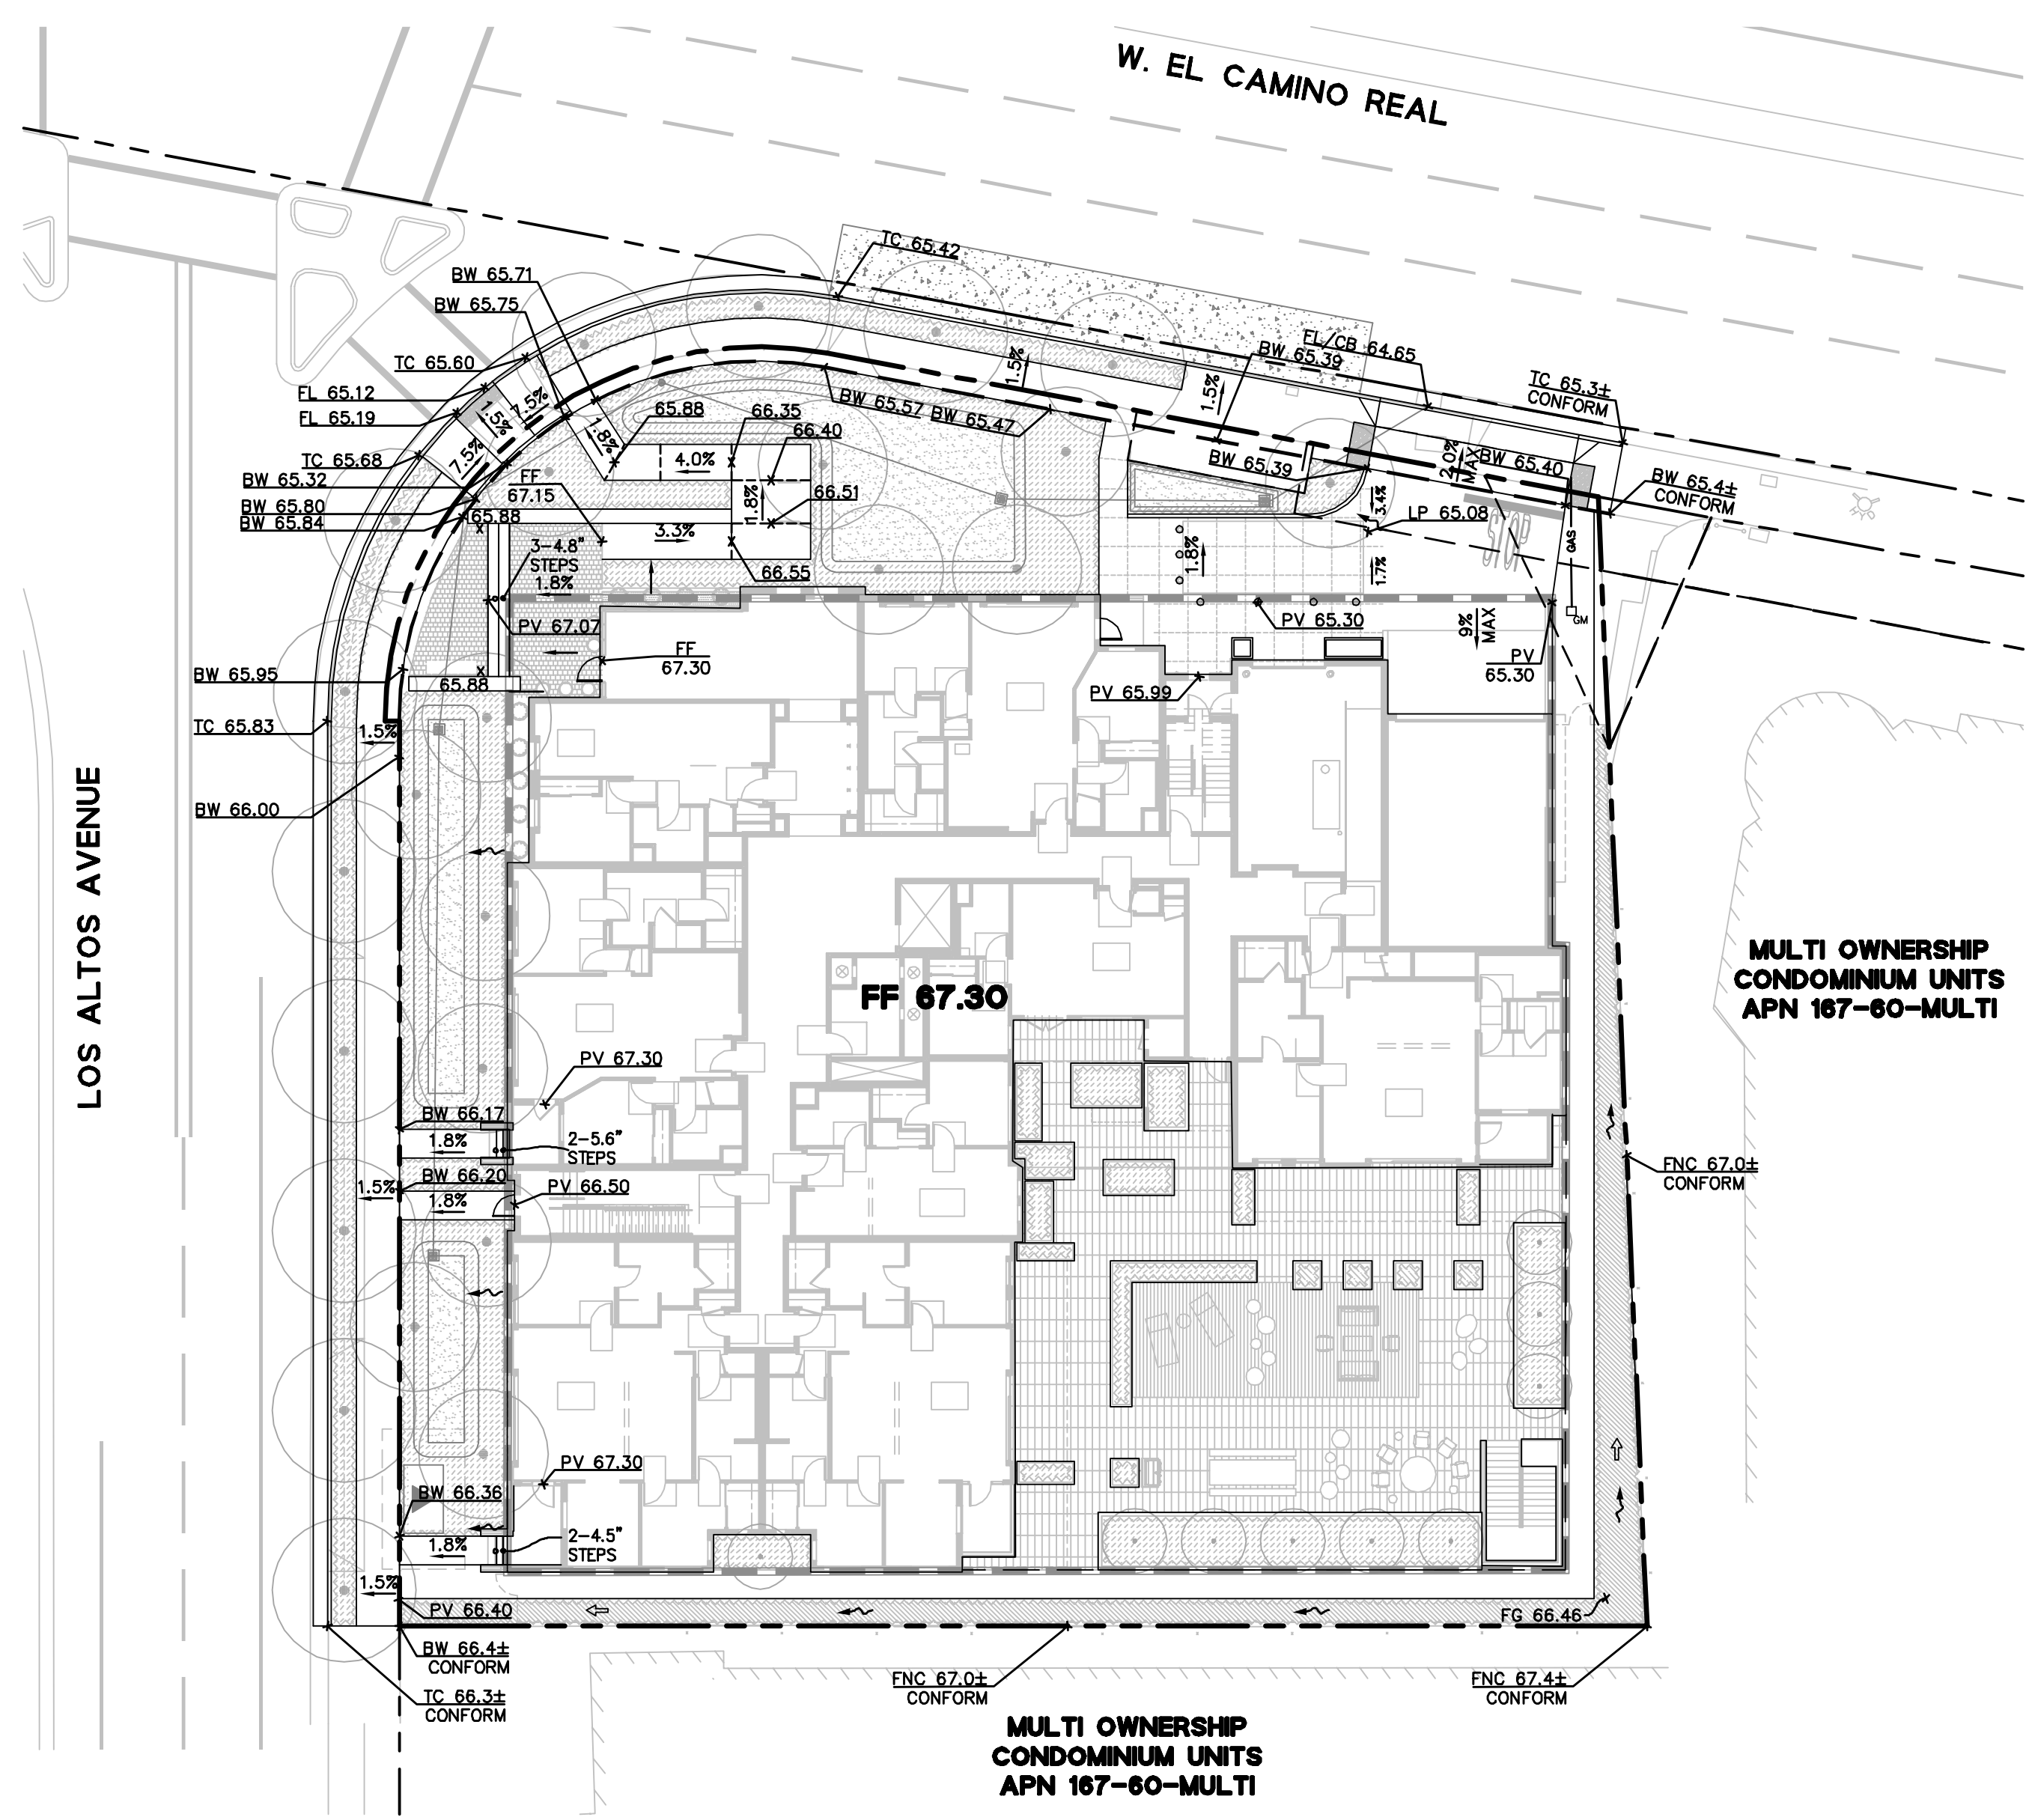 W. EL CAMINO REAL
TC 65.42
BW 65.71
BW 65.75
FL/CB 64.65
BW 65.39
TC 65.60
1.5%
1.5%
TC 65.3±
CONFORM
FL 65.12
FL 65.19
7.5%
1.5%
BW 65.57
BW 65.47
65.88
66.35
66.40
1.8%
TC 65.68
7.5%
4.0%
BW 65.39
2.0%
MAX
BW 65.40
BW 65.4±
CONFORM
BW 65.32
FF
67.15
66.51
1.8%
3.4%
BW 65.80
BW 65.84
65.88
LP 65.08
3-4.8"
STEPS
3.3%
1.8%
GAS
1.8%
66.55
1.7%
PV 67.07
PV 65.30
9%
MAX
GM
FF
67.30
PV
65.30
BW 65.95
65.88
PV 65.99
TC 65.83
1.5%
BW 66.00
LOS ALTOS AVENUE
MULTI OWNERSHIP
CONDOMINIUM UNITS
APN 167-60-MULTI
FF 67.30
PV 67.30
BW 66.17
1.8%
2-5.6"
STEPS
FNC 67.0±
CONFORM
BW 66.20
1.5%
1.8%
PV 66.50
PV 67.30
BW 66.36
1.8%
2-4.5"
STEPS
1.5%
PV 66.40
FG 66.46
BW 66.4±
CONFORM
TC 66.3±
CONFORM
FNC 67.0±
CONFORM
FNC 67.4±
CONFORM
MULTI OWNERSHIP
CONDOMINIUM UNITS
APN 167-60-MULTI